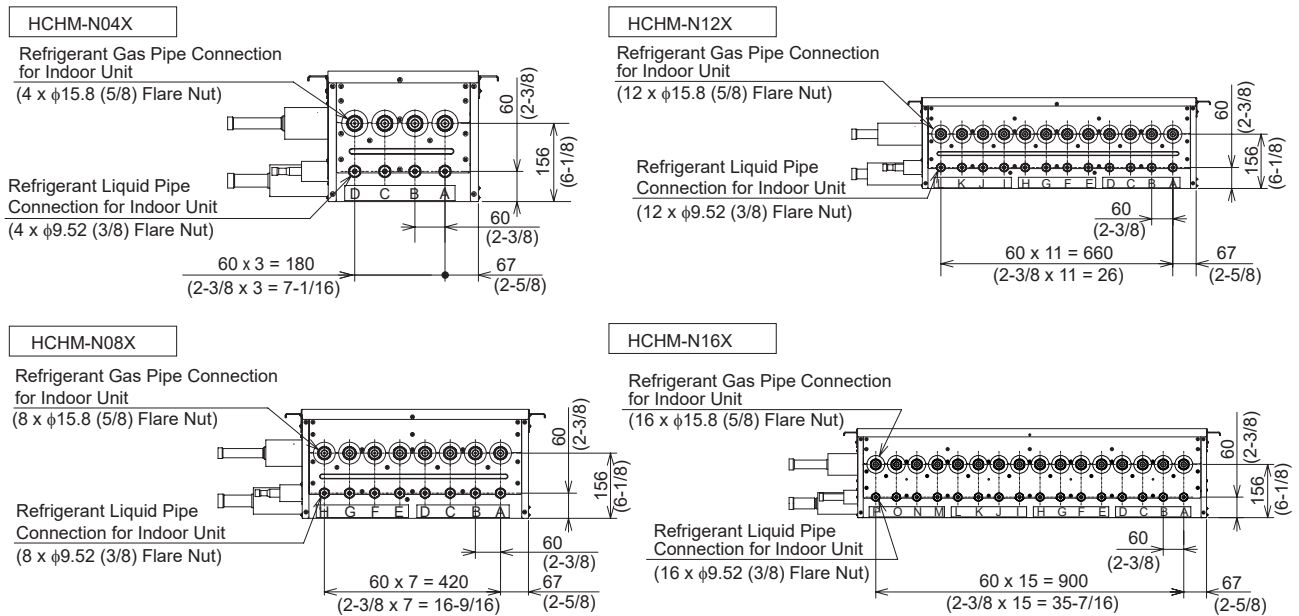 HCHM-N04X
Refrigerant Gas Pipe Connection
for Indoor Unit
(4 x ϕ15.8 (5/8) Flare Nut)
Refrigerant Liquid Pipe
Connection for Indoor Unit
(4 x ϕ9.52 (3/8) Flare Nut)
D C B A
60
(2-3/8)
156
(6-1/8)
60
(2-3/8)
60 x 3 = 180
(2-3/8 x 3 = 7-1/16)
67
(2-5/8)
HCHM-N12X
Refrigerant Gas Pipe Connection
for Indoor Unit
(12 x ϕ15.8 (5/8) Flare Nut)
Refrigerant Liquid Pipe
Connection for Indoor Unit
(12 x ϕ9.52 (3/8) Flare Nut)
L K J I H G F E D C B A
60
(2-3/8)
156
(6-1/8)
60
(2-3/8)
60 x 11 = 660
(2-3/8 x 11 = 26)
67
(2-5/8)
HCHM-N08X
Refrigerant Gas Pipe Connection
for Indoor Unit
(8 x ϕ15.8 (5/8) Flare Nut)
Refrigerant Liquid Pipe
Connection for Indoor Unit
(8 x ϕ9.52 (3/8) Flare Nut)
H G F E D C B A
60
(2-3/8)
156
(6-1/8)
60
(2-3/8)
60 x 7 = 420
(2-3/8 x 7 = 16-9/16)
67
(2-5/8)
HCHM-N16X
Refrigerant Gas Pipe Connection
for Indoor Unit
(16 x ϕ15.8 (5/8) Flare Nut)
Refrigerant Liquid Pipe
Connection for Indoor Unit
(16 x ϕ9.52 (3/8) Flare Nut)
P O N M L K J I H G F E D C B A
60
(2-3/8)
156
(6-1/8)
60
(2-3/8)
60 x 15 = 900
(2-3/8 x 15 = 35-7/16)
67
(2-5/8)